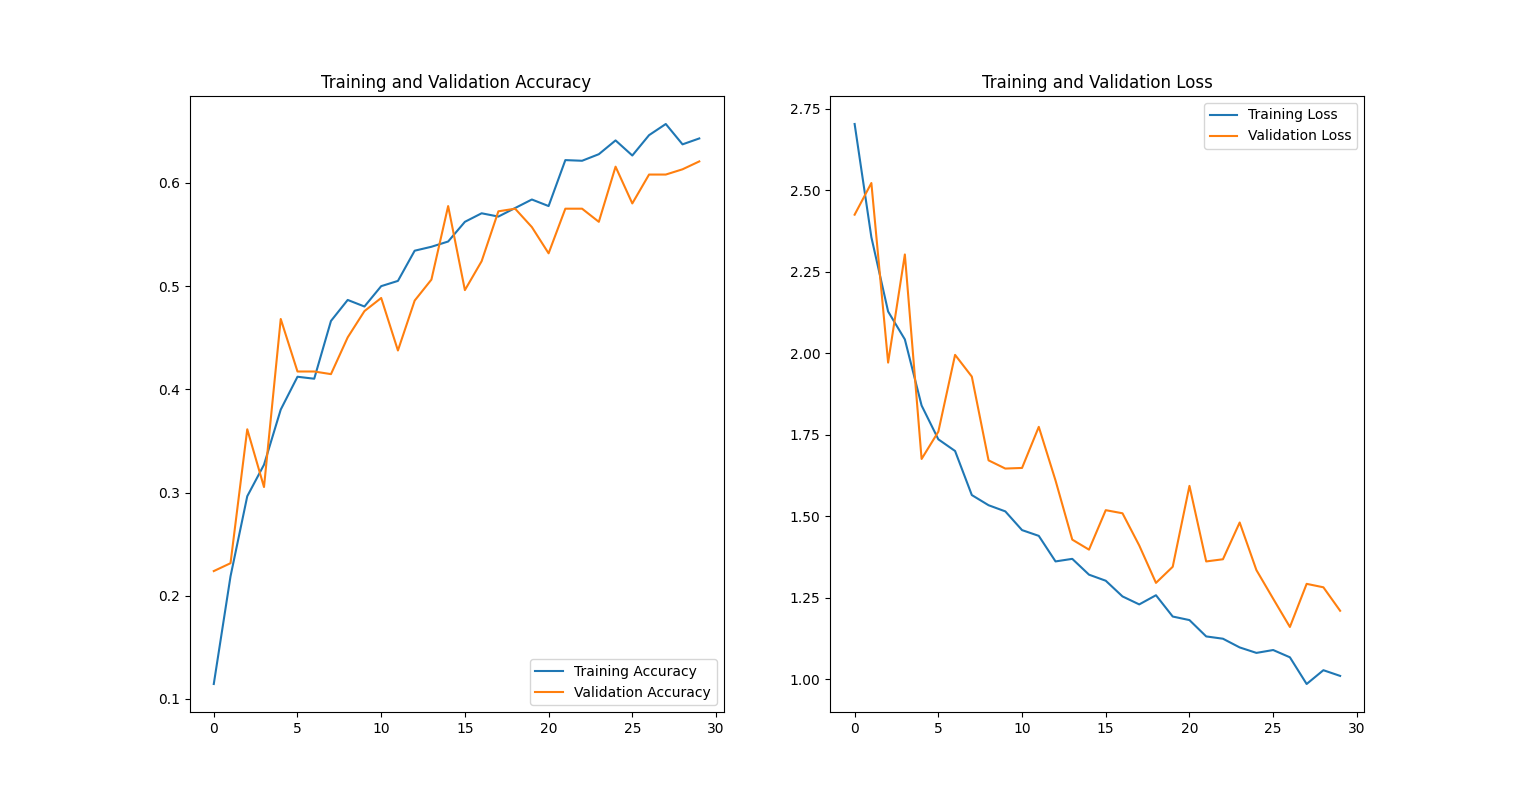 Training and Validation Accuracy
0.6
0.5
0.4
0.3
0.2
0.1
0 5 10 15 20 25 30
Training Accuracy
Validation Accuracy
Training and Validation Loss
2.75
2.50
2.25
2.00
1.75
1.50
1.25
1.00
0 5 10 15 20 25 30
Training Loss
Validation Loss